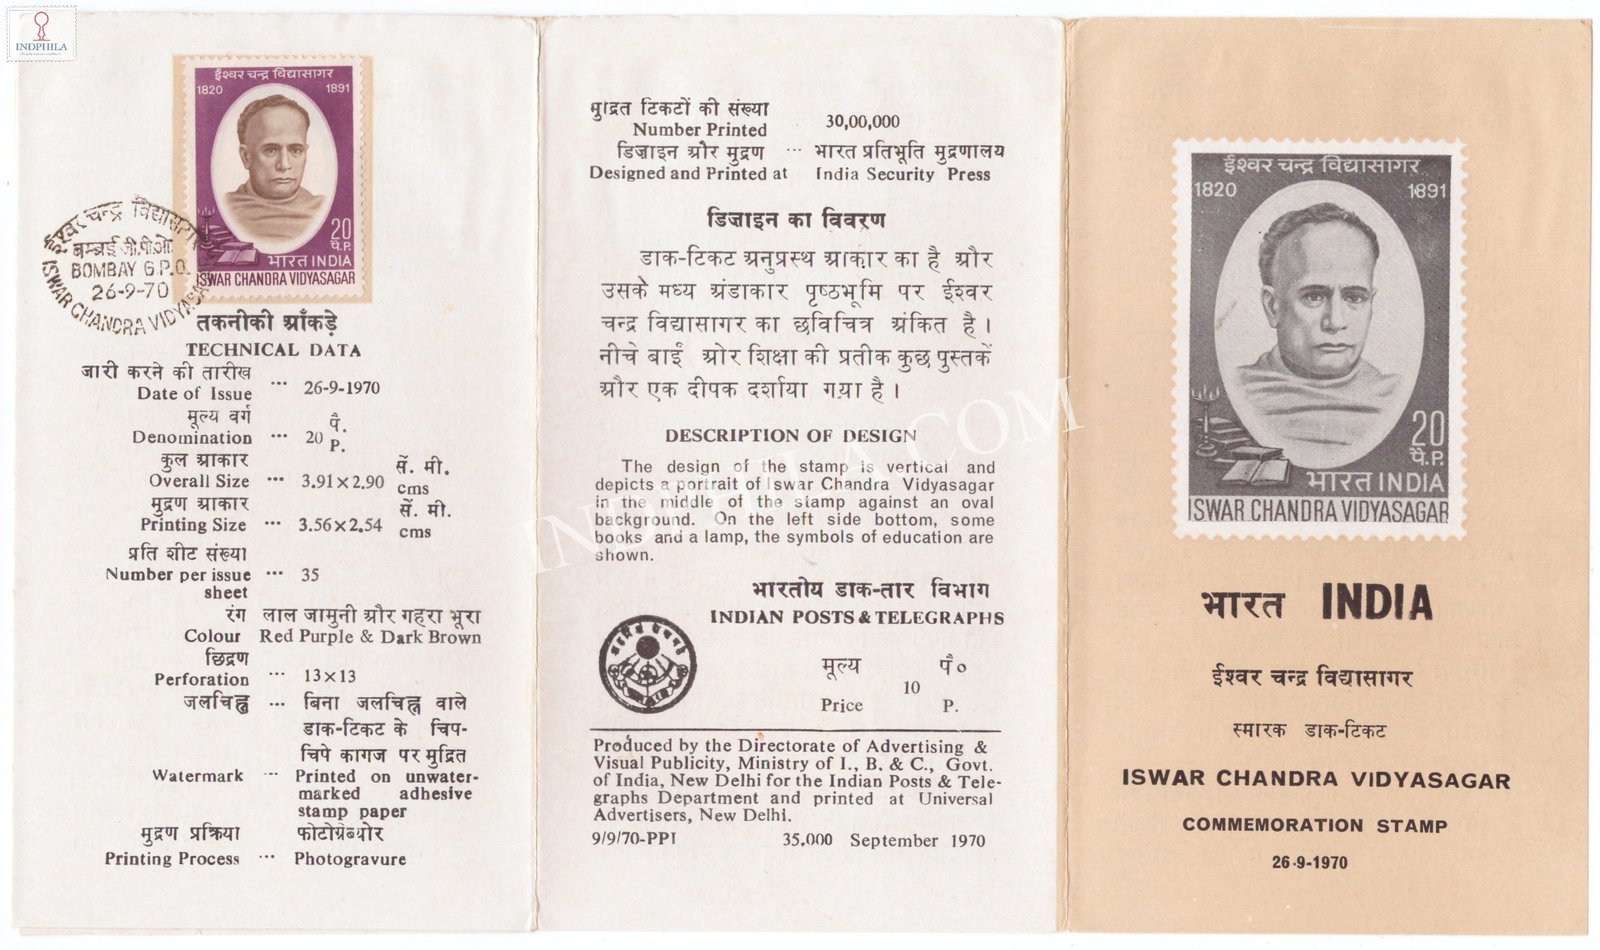 INDPHILA
ईश्वर चन्द्र विद्यासागर
1820 1891
20
पै.P.
भारत INDIA
ISWAR CHANDRA VIDYASAGAR
ईश्वर चन्द्र विद्यासागर
बम्बई जी.पी.ओ.
BOMBAY G.P.O.
26-9-70
ISWAR CHANDRA VIDYASAGAR
तकनीकी आँकड़े
TECHNICAL DATA
जारी करने की तारीख
Date of Issue ... 26-9-1970
मूल्य वर्ग पै.
Denomination ... 20 P.
कुल आकार सें. मी.
Overall Size ... 3.91×2.90 cms
मुद्रण आकार सें. मी.
Printing Size ... 3.56×2.54 cms
प्रति शीट संख्या
Number per issue ... 35
sheet
रंग लाल जामुनी और गहरा भूरा
Colour Red Purple & Dark Brown
छिद्रण
Perforation ... 13×13
जलचिह्न ... बिना जलचिह्न वाले
डाक-टिकट के चिप-
चिपे कागज पर मुद्रित
Watermark ... Printed on unwater-
marked adhesive
stamp paper
मुद्रण प्रक्रिया फोटोग्रेव्योर
Printing Process ... Photogravure
मुद्रित टिकटों की संख्या
Number Printed 30,00,000
डिज़ाइन और मुद्रण ... भारत प्रतिभूति मुद्रणालय
Designed and Printed at India Security Press
डिज़ाइन का विवरण
डाक-टिकट अनुप्रस्थ आकार का है और
उसके मध्य अंडाकार पृष्ठभूमि पर ईश्वर
चन्द्र विद्यासागर का छविचित्र अंकित है।
नीचे बाईं ओर शिक्षा की प्रतीक कुछ पुस्तकें
और एक दीपक दर्शाया गया है।
DESCRIPTION OF DESIGN
The design of the stamp is vertical and
depicts a portrait of Iswar Chandra Vidyasagar
in the middle of the stamp against an oval
background. On the left side bottom, some
books and a lamp, the symbols of education are
shown.
भारतीय डाक-तार विभाग
INDIAN POSTS & TELEGRAPHS
मूल्य पै०
10
Price P.
Produced by the Directorate of Advertising &
Visual Publicity, Ministry of I., B. & C., Govt.
of India, New Delhi for the Indian Posts & Tele-
graphs Department and printed at Universal
Advertisers, New Delhi.
9/9/70-PPI 35,000 September 1970
INDPHILA.COM
ईश्वर चन्द्र विद्यासागर
1820 1891
20
पै.P.
भारत INDIA
ISWAR CHANDRA VIDYASAGAR
भारत INDIA
ईश्वर चन्द्र विद्यासागर
स्मारक डाक-टिकट
ISWAR CHANDRA VIDYASAGAR
COMMEMORATION STAMP
26-9-1970